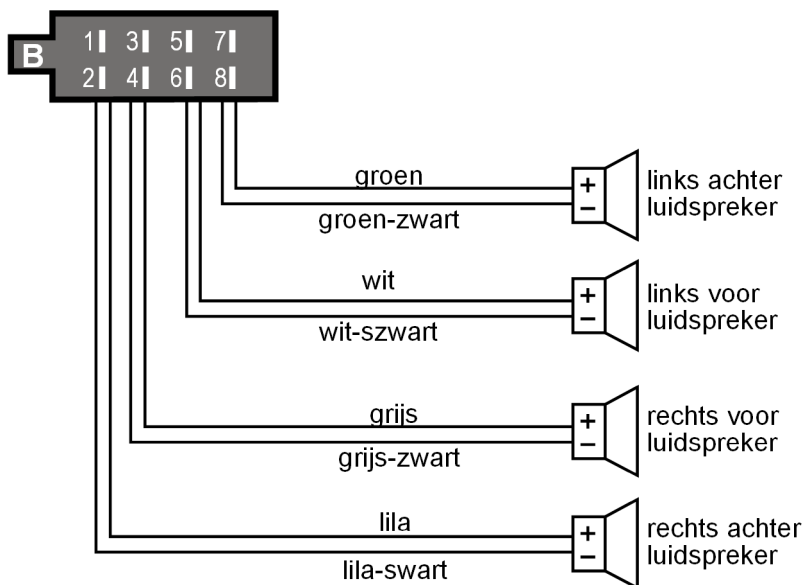 B
1 3 5 7
2 4 6 8
groen
+
links achter
luidspreker
−
groen-zwart
wit
+
links voor
luidspreker
−
wit-szwart
grijs
+
rechts voor
luidspreker
−
grijs-zwart
lila
+
rechts achter
luidspreker
−
lila-swart